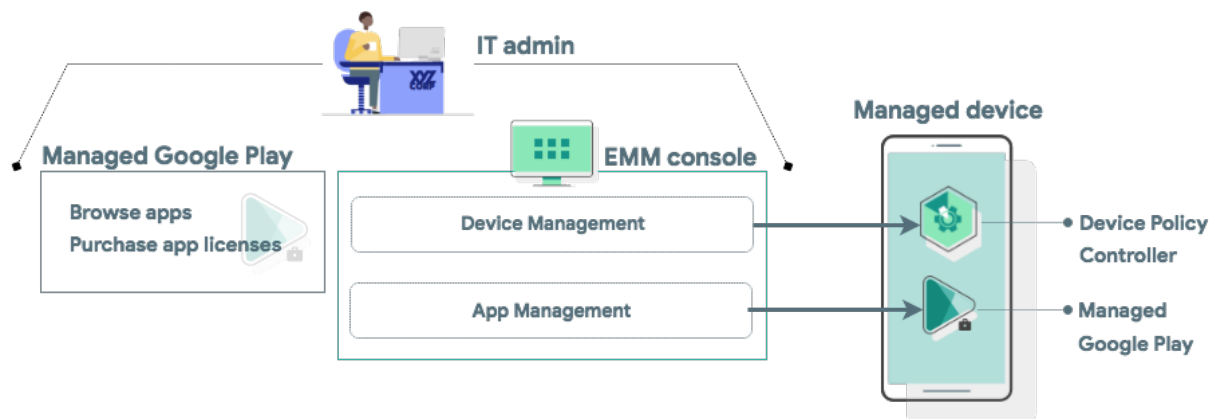 IT admin
XYZ
CORP
Managed Google Play
Browse apps
Purchase app licenses
EMM console
Device Management
App Management
Managed device
Device Policy
Controller
Managed
Google Play